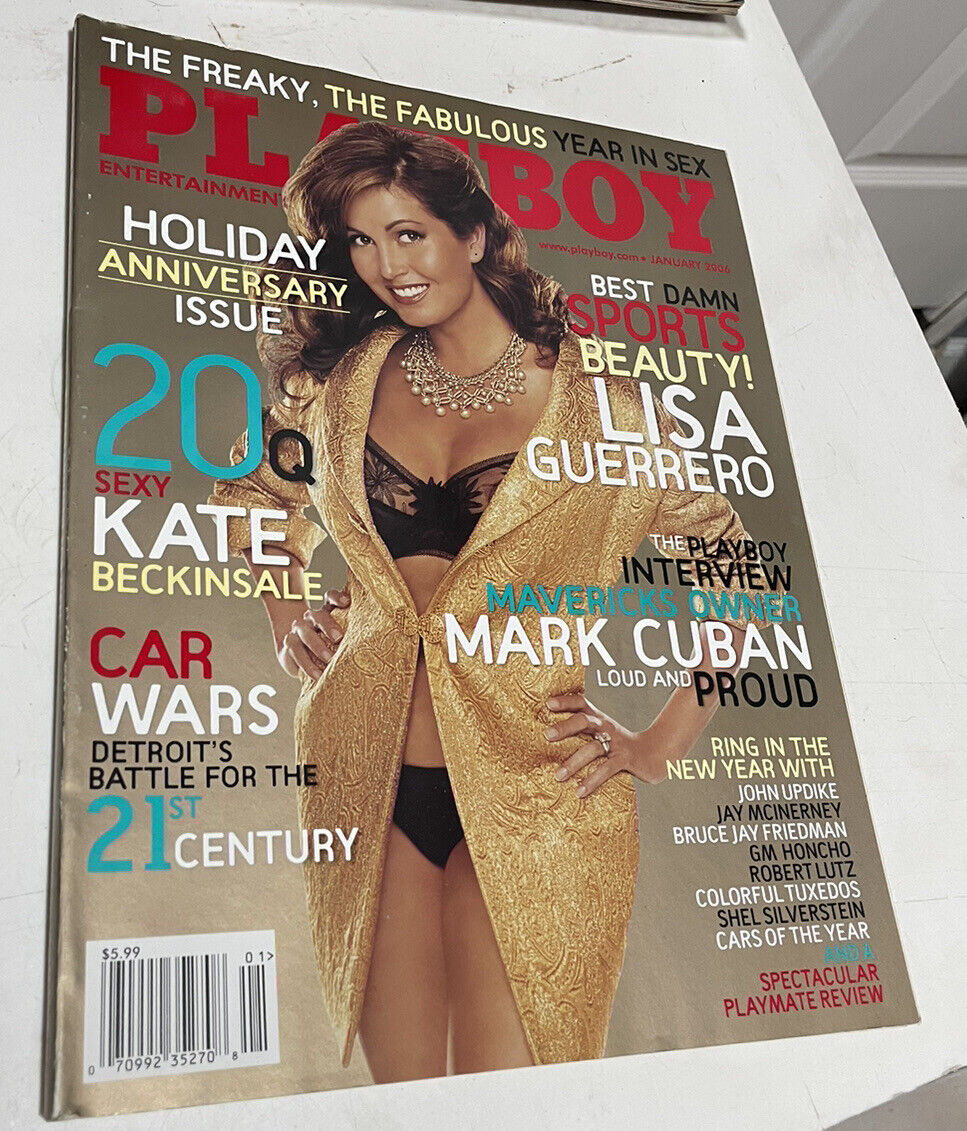 THE FREAKY, THE FABULOUS YEAR IN SEX
PLAYBOY
ENTERTAINMENT
www.playboy.com • JANUARY 2006
HOLIDAY
ANNIVERSARY
ISSUE
20Q
SEXY
KATE
BECKINSALE
CAR
WARS
DETROIT'S
BATTLE FOR THE
21ST
CENTURY
BEST DAMN
SPORTS
BEAUTY!
LISA
GUERRERO
THE PLAYBOY
INTERVIEW
MAVERICKS OWNER
MARK CUBAN
LOUD AND PROUD
RING IN THE
NEW YEAR WITH
JOHN UPDIKE
JAY MCINERNEY
BRUCE JAY FRIEDMAN
GM HONCHO
ROBERT LUTZ
COLORFUL TUXEDOS
SHEL SILVERSTEIN
CARS OF THE YEAR
AND A
SPECTACULAR
PLAYMATE REVIEW
$5.99
01>
0 70992 35270 8